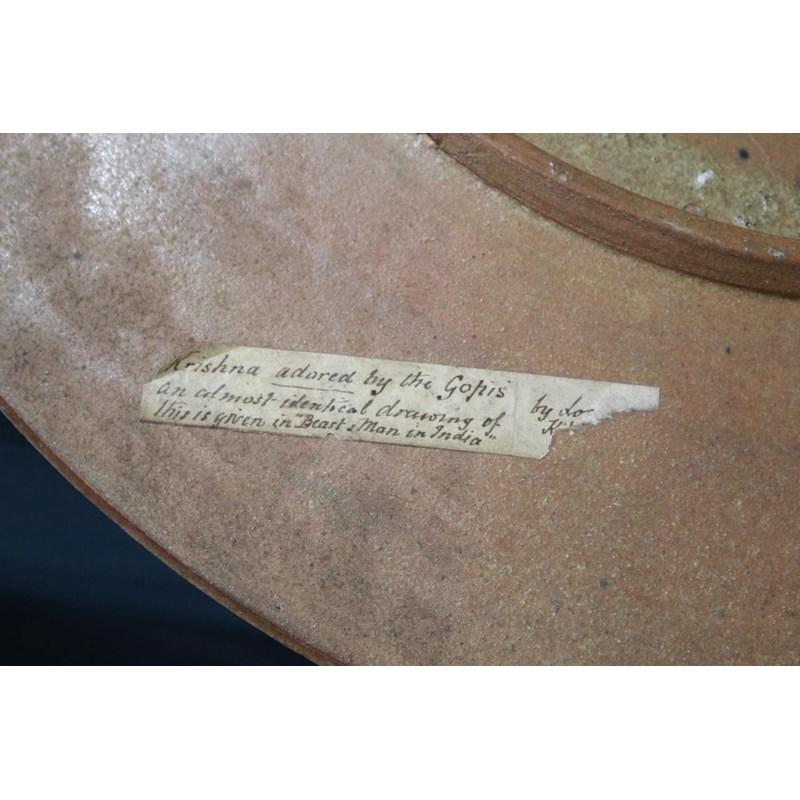 Krishna adored by the Gopis
an almost identical drawing of
this is given in "Beast & Man in India"
by Lo